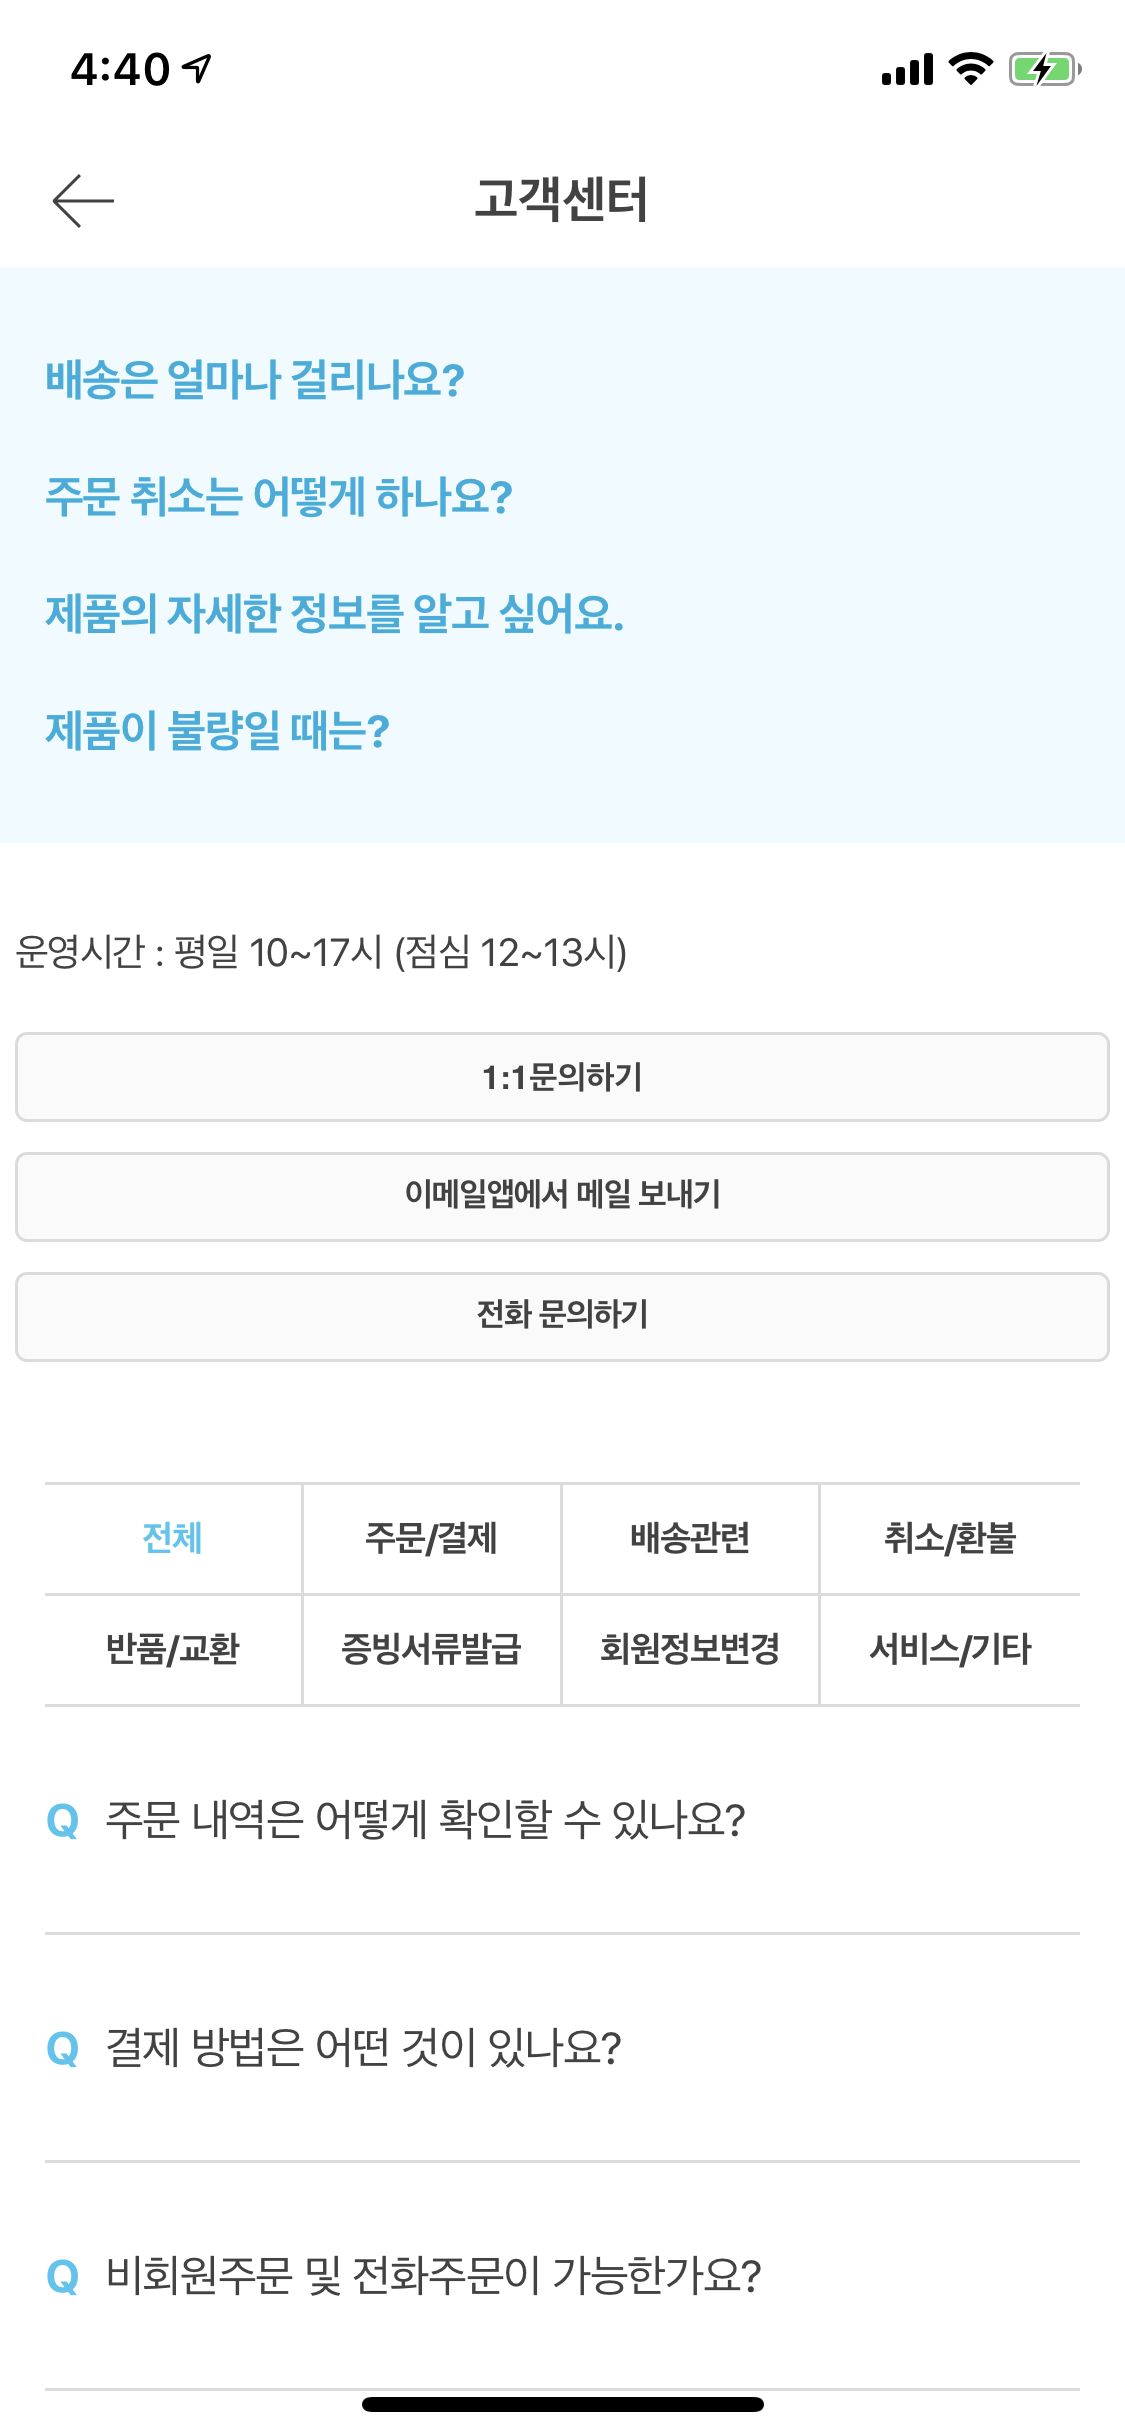 4:40
고객센터
배송은 얼마나 걸리나요?
주문 취소는 어떻게 하나요?
제품의 자세한 정보를 알고 싶어요.
제품이 불량일 때는?
운영시간 : 평일 10~17시 (점심 12~13시)
1:1문의하기
이메일앱에서 메일 보내기
전화 문의하기
전체 주문/결제 배송관련 취소/환불
반품/교환 증빙서류발급 회원정보변경 서비스/기타
Q 주문 내역은 어떻게 확인할 수 있나요?
Q 결제 방법은 어떤 것이 있나요?
Q 비회원주문 및 전화주문이 가능한가요?